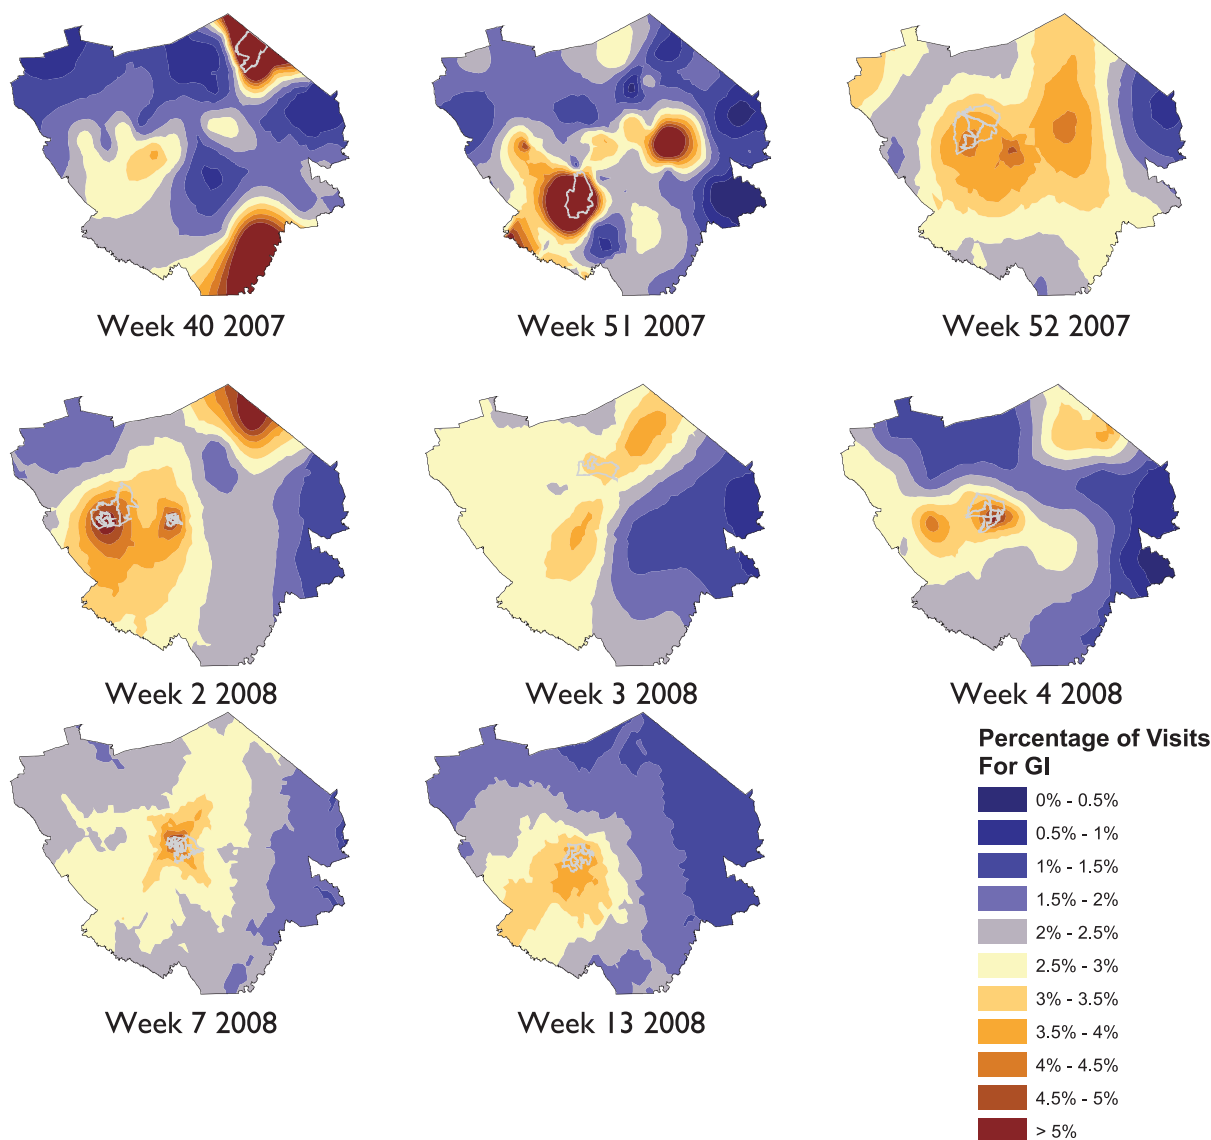 Week 40 2007
Week 51 2007
Week 52 2007
Week 2 2008
Week 3 2008
Week 4 2008
Week 7 2008
Week 13 2008
Percentage of Visits
For GI
0% - 0.5%
0.5% - 1%
1% - 1.5%
1.5% - 2%
2% - 2.5%
2.5% - 3%
3% - 3.5%
3.5% - 4%
4% - 4.5%
4.5% - 5%
> 5%